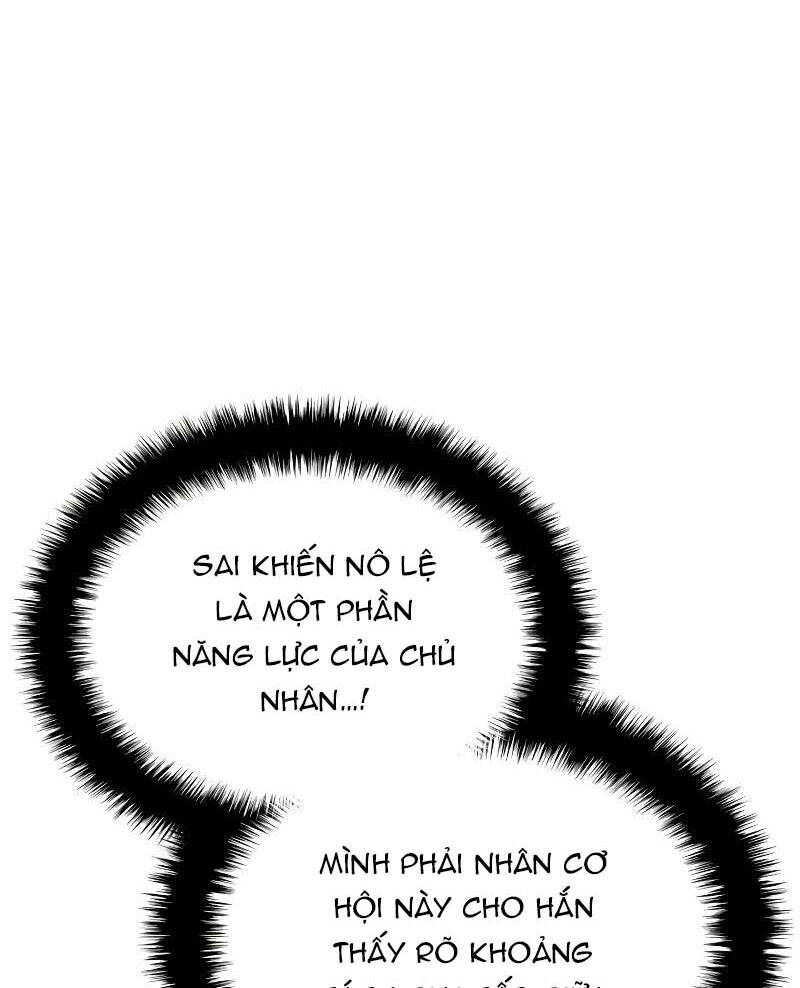 SAI KHIẾN NÔ LỆ
LÀ MỘT PHẦN
NĂNG LỰC CỦA CHỦ
NHÂN...!
MÌNH PHẢI NHÂN CƠ
HỘI NÀY CHO HẮN
THẤY RÕ KHOẢNG